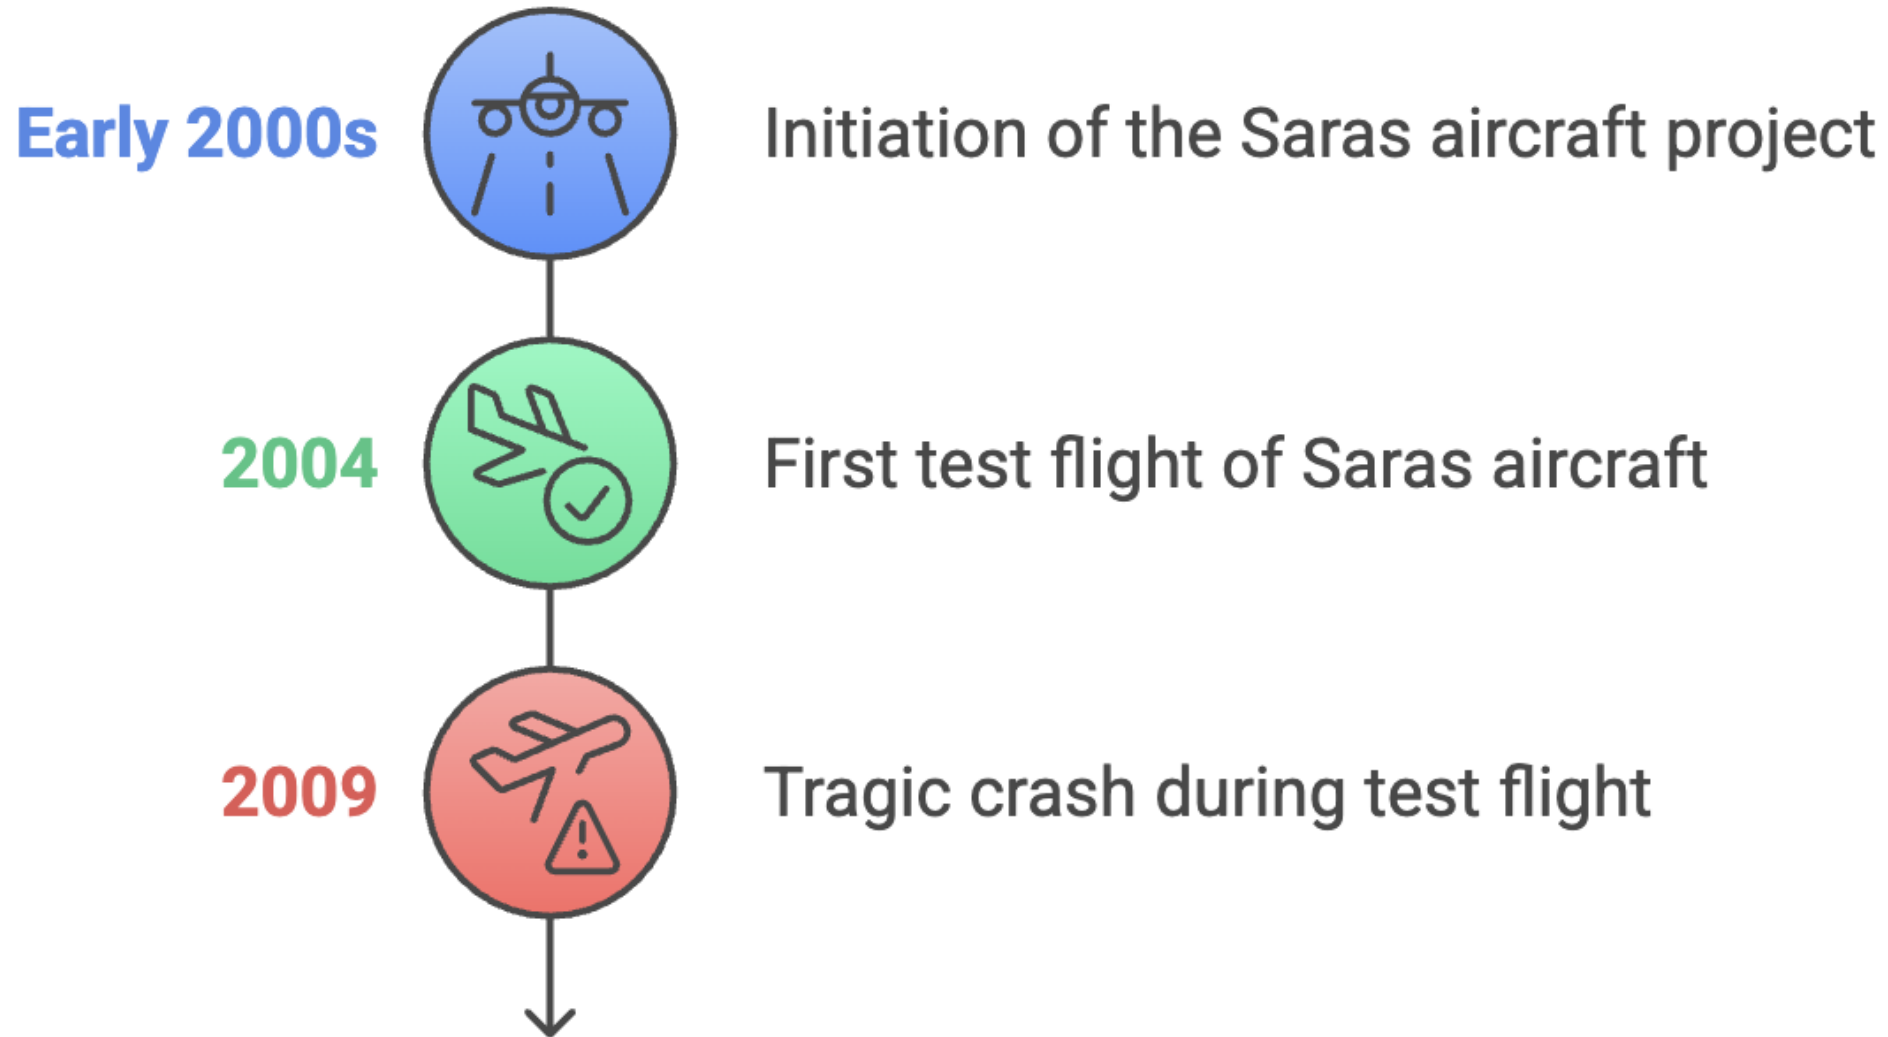 Early 2000s
Initiation of the Saras aircraft project
2004
First test flight of Saras aircraft
2009
Tragic crash during test flight